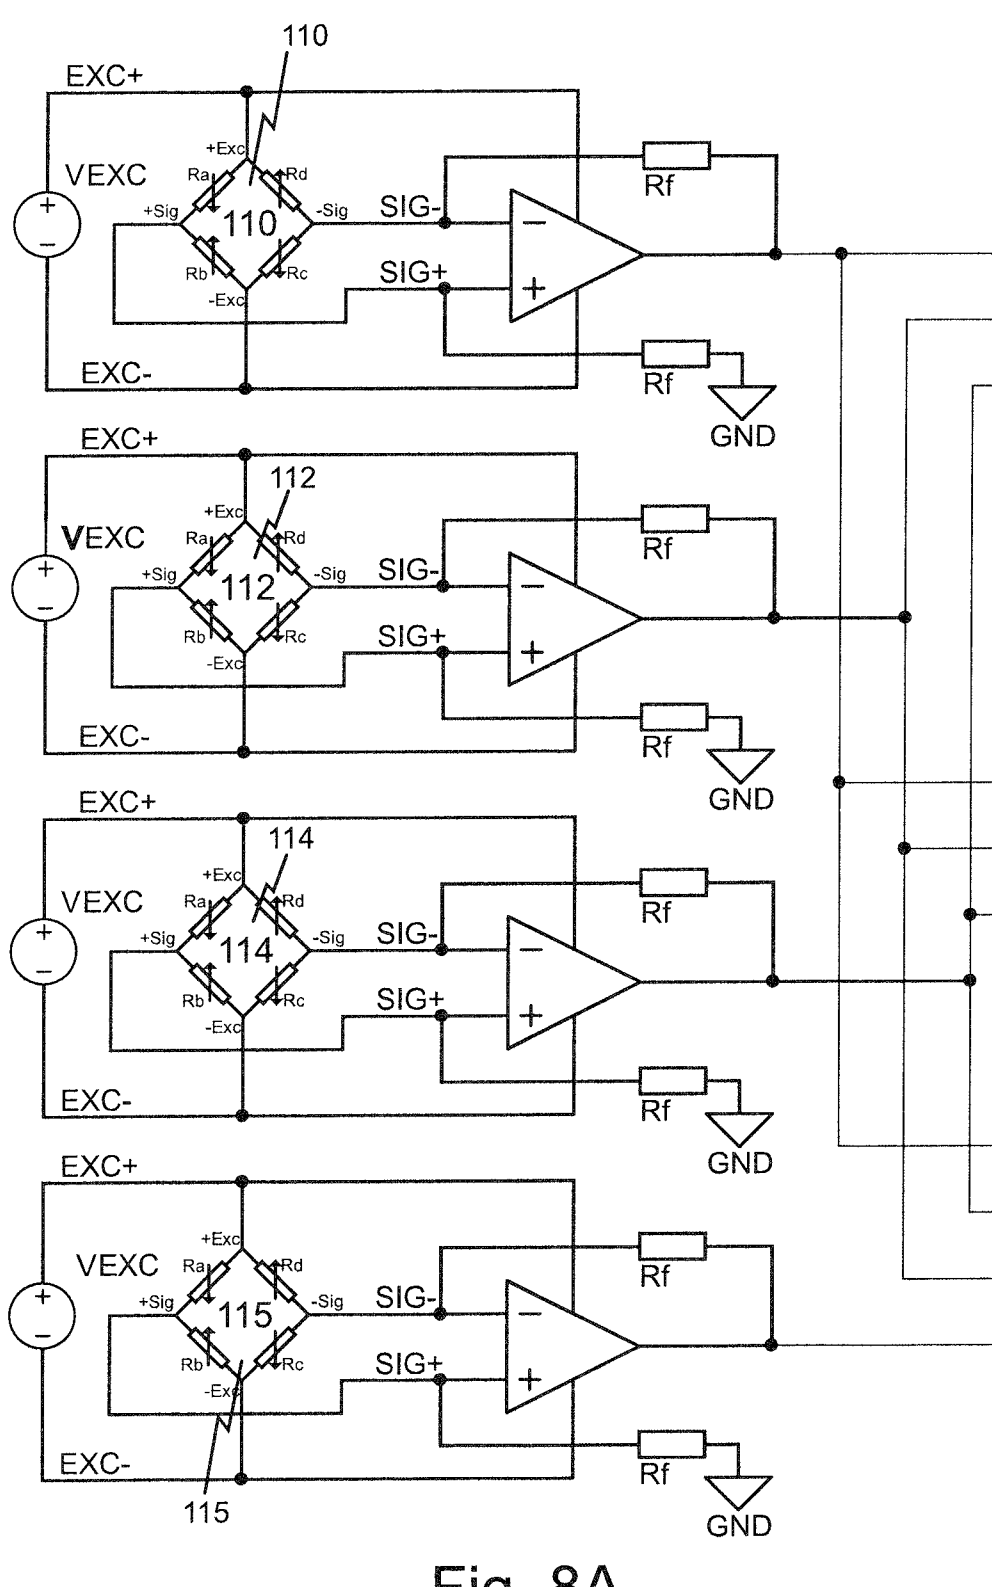 110
EXC+
VEXC
+
−
+Exc
Ra
Rd
+Sig
110
-Sig
Rb
Rc
-Exc
SIG-
SIG+
−
+
Rf
Rf
GND
EXC-
EXC+
112
VEXC
+
−
+Exc
Ra
Rd
+Sig
112
-Sig
Rb
Rc
-Exc
SIG-
SIG+
−
+
Rf
Rf
GND
EXC-
EXC+
114
VEXC
+
−
+Exc
Ra
Rd
+Sig
114
-Sig
Rb
Rc
-Exc
SIG-
SIG+
−
+
Rf
Rf
GND
EXC-
EXC+
VEXC
+
−
+Exc
Ra
Rd
+Sig
115
-Sig
Rb
Rc
-Exc
SIG-
SIG+
−
+
Rf
Rf
GND
EXC-
115
Fig. 8A